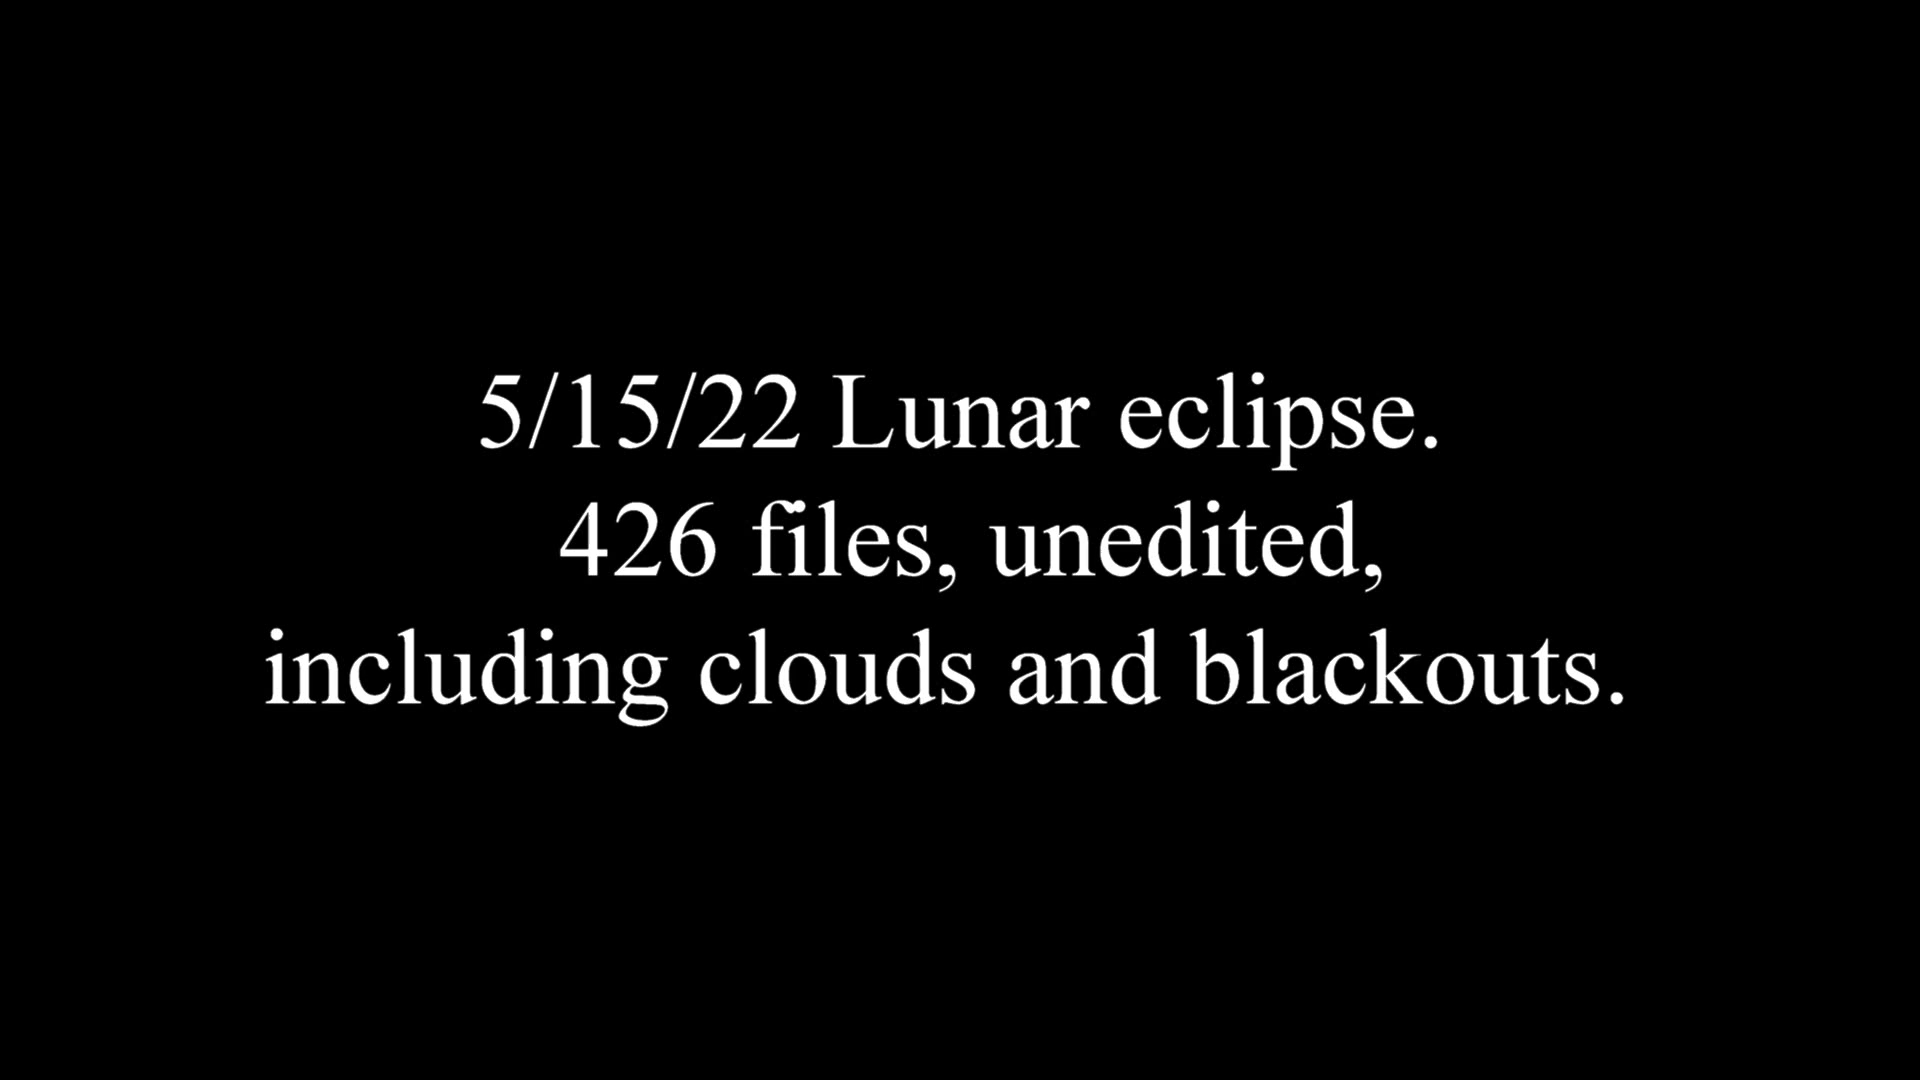 5/15/22 Lunar eclipse.
426 files, unedited,
including clouds and blackouts.